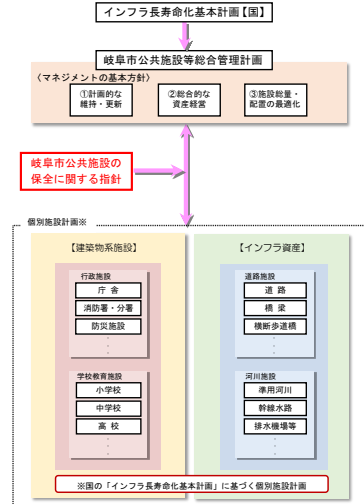 インフラ長寿命化基本計画【国】
岐阜市公共施設等総合管理計画
〈マネジメントの基本方針〉
①計画的な
維持・更新
②総合的な
資産経営
③施設総量・
配置の最適化
岐阜市公共施設の
保全に関する指針
個別施設計画※
【建築物系施設】
行政施設
庁 舎
消防署・分署
防災施設
・
・
・
学校教育施設
小学校
中学校
高 校
・
・
・
【インフラ資産】
道路施設
道 路
橋 梁
横断歩道橋
・
・
・
河川施設
準用河川
幹線水路
排水機場等
・
・
・
※国の「インフラ長寿命化基本計画」に基づく個別施設計画